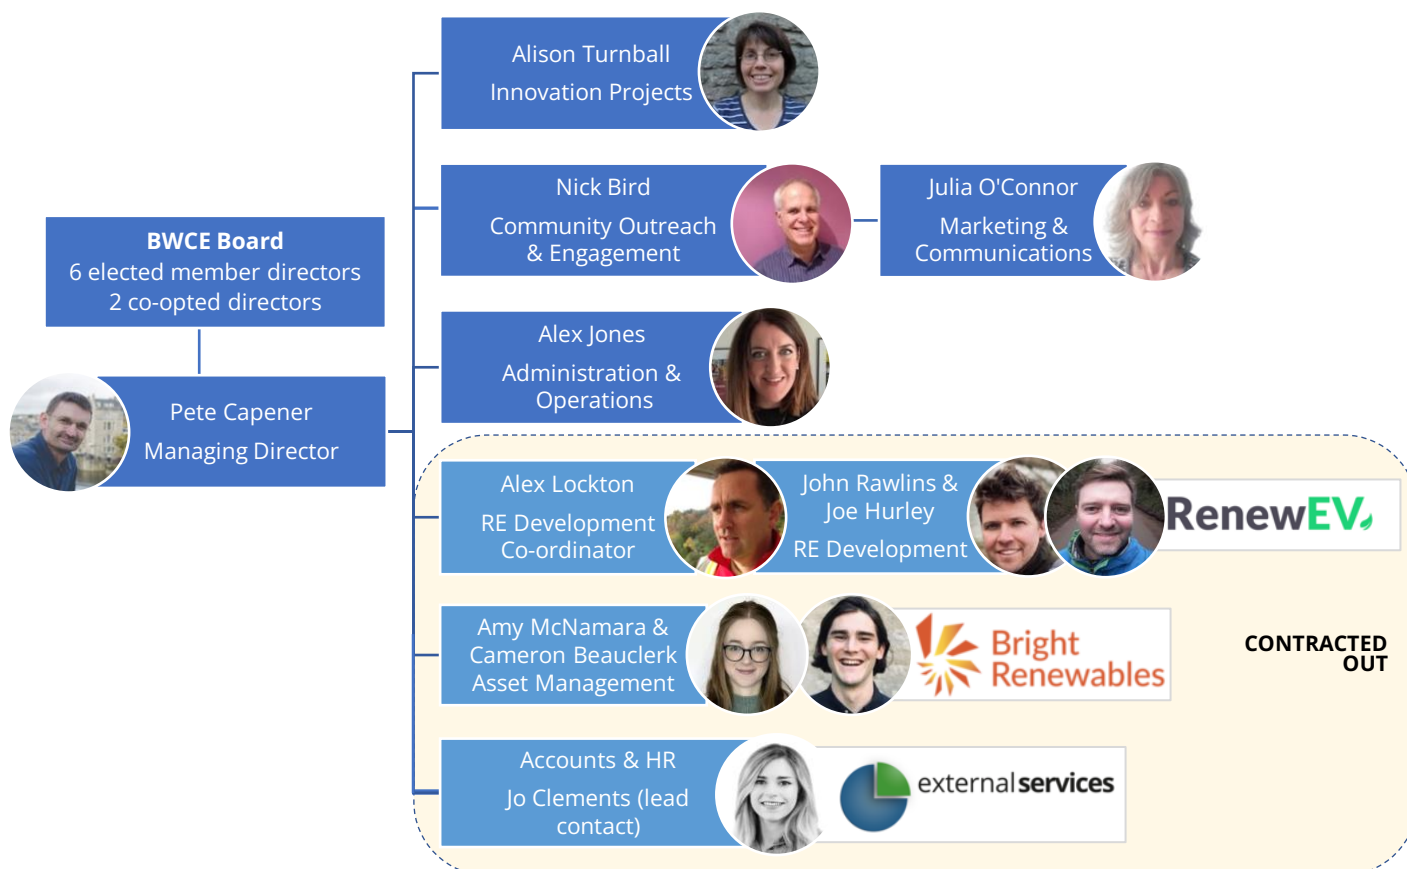 Alison Turnball
Innovation Projects
Nick Bird
Community Outreach
& Engagement
Julia O'Connor
Marketing &
Communications
BWCE Board
6 elected member directors
2 co-opted directors
Alex Jones
Administration &
Operations
Pete Capener
Managing Director
Alex Lockton
RE Development
Co-ordinator
John Rawlins &
Joe Hurley
RE Development
RenewEV
Amy McNamara &
Cameron Beauclerk
Asset Management
Bright
Renewables
CONTRACTED
OUT
Accounts & HR
Jo Clements (lead
contact)
externalservices